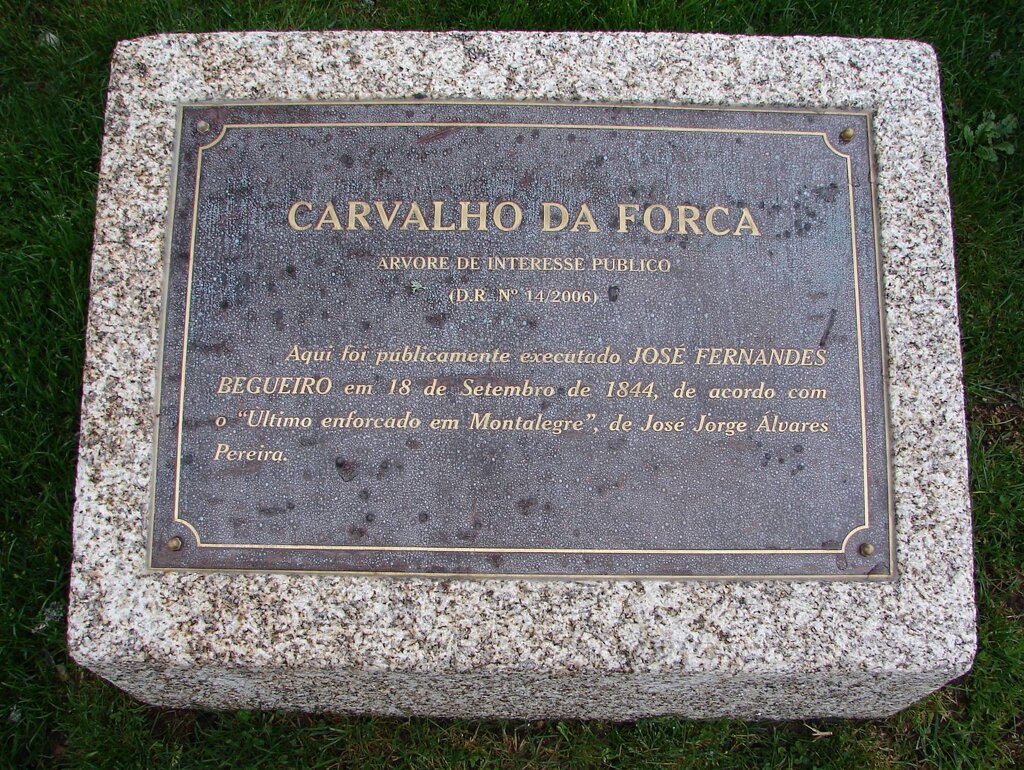 CARVALHO DA FORCA
ÁRVORE DE INTERESSE PÚBLICO
(D.R. Nº 14/2006)
Aqui foi publicamente executado JOSÉ FERNANDES
BEGUEIRO em 18 de Setembro de 1844, de acordo com
o "Ultimo enforcado em Montalegre", de José Jorge Álvares
Pereira.